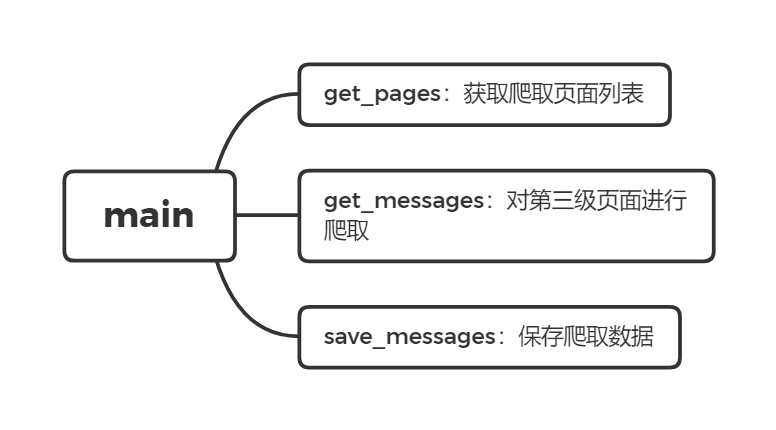 main
get_pages：获取爬取页面列表
get_messages：对第三级页面进行
爬取
save_messages：保存爬取数据